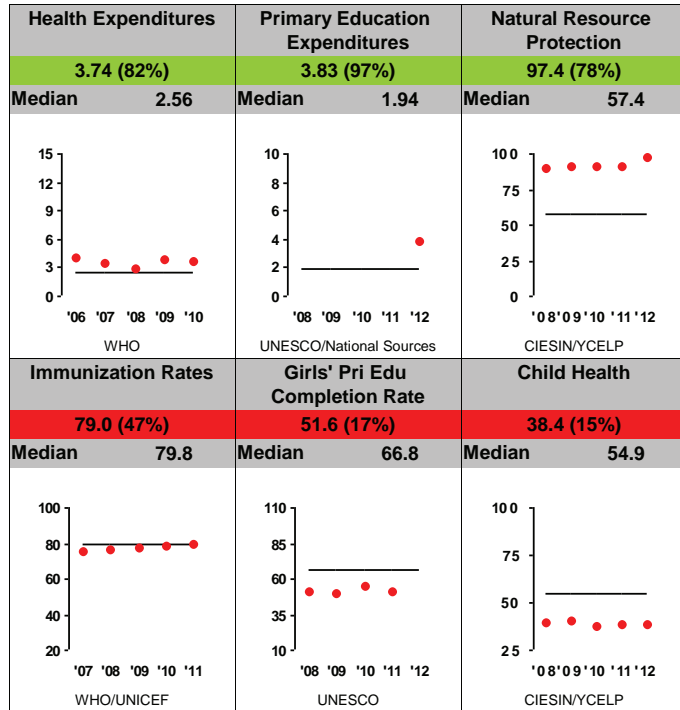 Health Expenditures
3.74 (82%)
Median 2.56
15
12
9
6
3
0
'06 '07 '08 '09 '10
WHO
Primary Education
Expenditures
3.83 (97%)
Median 1.94
10
8
6
4
2
0
'08 '09 '10 '11 '12
UNESCO/National Sources
Natural Resource
Protection
97.4 (78%)
Median 57.4
100
75
50
25
0
'08 '09 '10 '11 '12
CIESIN/YCELP
Immunization Rates
79.0 (47%)
Median 79.8
100
80
60
40
20
'07 '08 '09 '10 '11
WHO/UNICEF
Girls' Pri Edu
Completion Rate
51.6 (17%)
Median 66.8
110
85
60
35
10
'08 '09 '10 '11 '12
UNESCO
Child Health
38.4 (15%)
Median 54.9
100
75
50
25
'08 '09 '10 '11 '12
CIESIN/YCELP